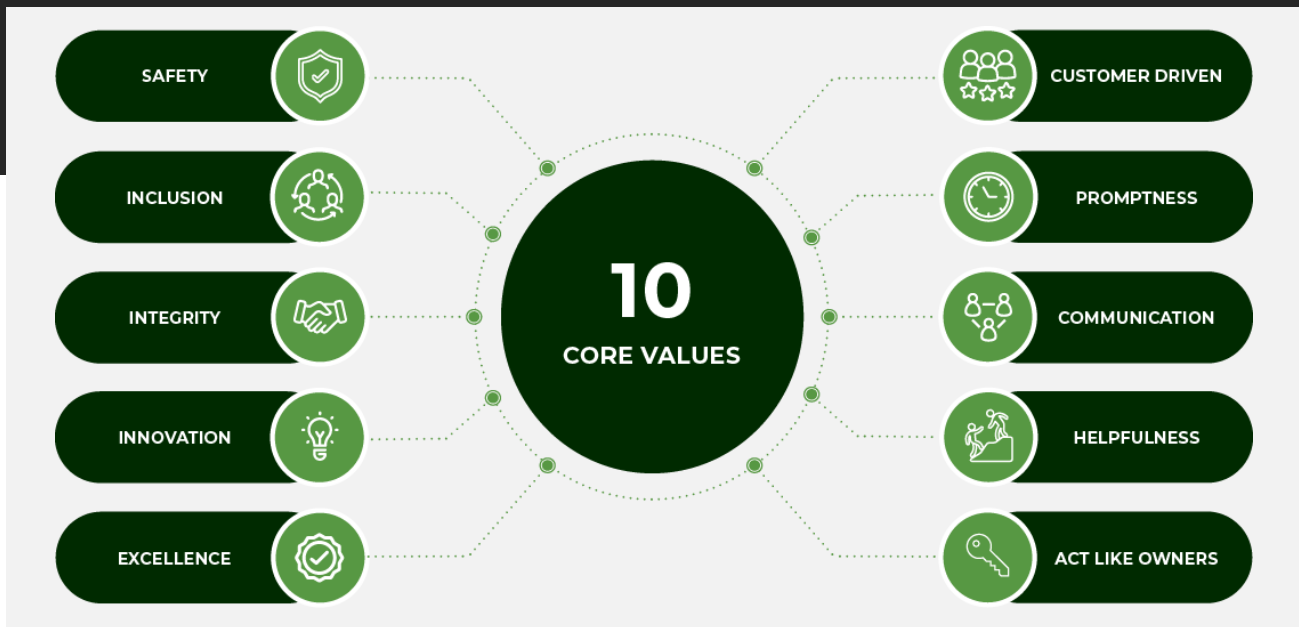 SAFETY
INCLUSION
INTEGRITY
INNOVATION
EXCELLENCE
10
CORE VALUES
CUSTOMER DRIVEN
PROMPTNESS
COMMUNICATION
HELPFULNESS
ACT LIKE OWNERS